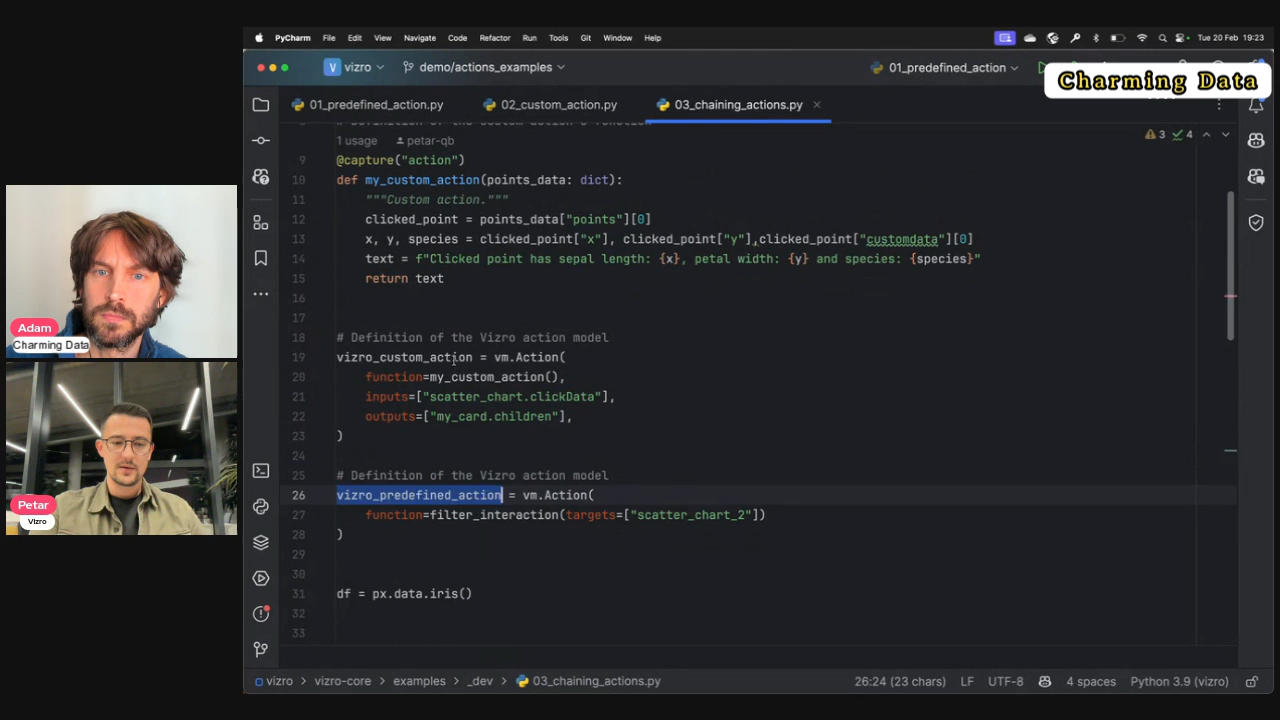 PyCharm File Edit View Navigate Code Refactor Run Tools Git Window Help Tue 20 Feb 19:23
V vizro demo/actions_examples 01_predefined_action
Charming Data
01_predefined_action.py 02_custom_action.py 03_chaining_actions.py
1 usage petar-qb
3 4
9 @capture("action")
10 def my_custom_action(points_data: dict):
11 """Custom action."""
12 clicked_point = points_data["points"][0]
13 x, y, species = clicked_point["x"], clicked_point["y"],clicked_point["customdata"][0]
14 text = f"Clicked point has sepal length: {x}, petal width: {y} and species: {species}"
15 return text
16
17
18 # Definition of the Vizro action model
19 vizro_custom_action = vm.Action(
20 function=my_custom_action(),
21 inputs=["scatter_chart.clickData"],
22 outputs=["my_card.children"],
23 )
24
25 # Definition of the Vizro action model
26 vizro_predefined_action = vm.Action(
27 function=filter_interaction(targets=["scatter_chart_2"])
28 )
29
30
31 df = px.data.iris()
32
33
vizro > vizro-core > examples > _dev > 03_chaining_actions.py 26:24 (23 chars) LF UTF-8 4 spaces Python 3.9 (vizro)
Adam
Charming Data
Petar
Vizro